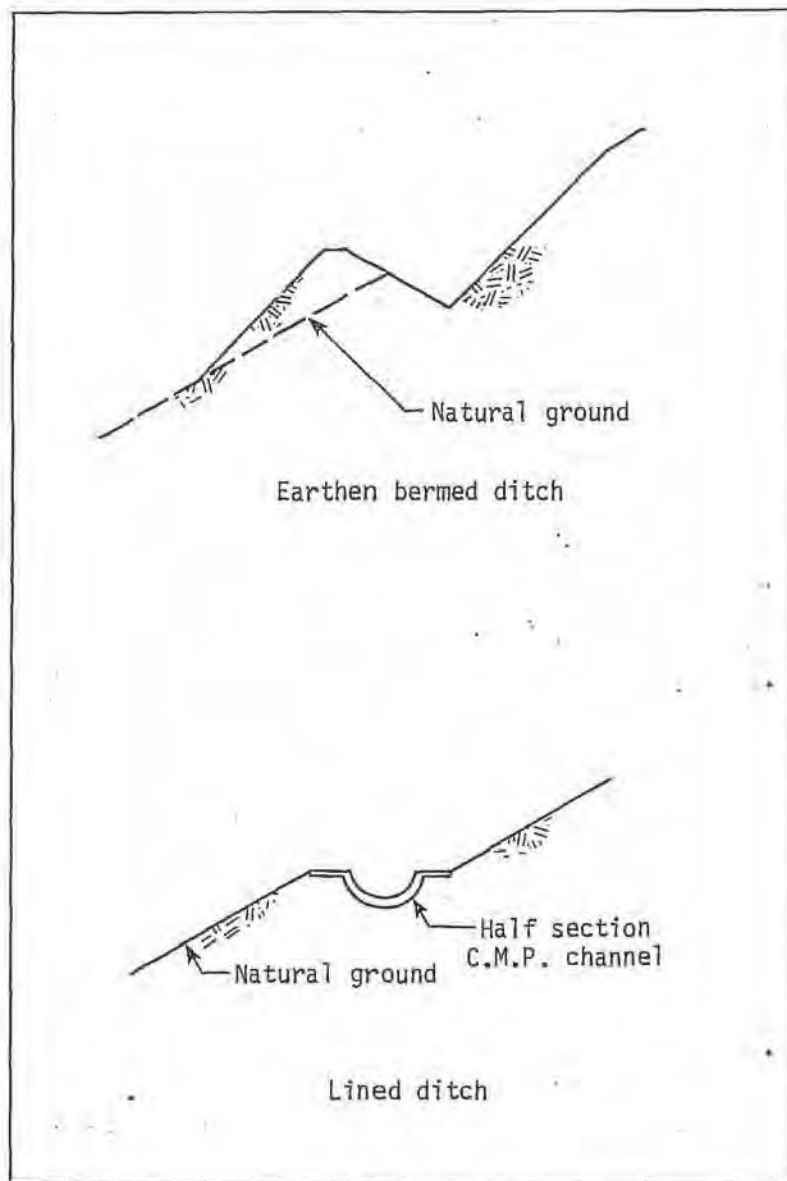 Natural ground
Earthen bermed ditch
Half section
C.M.P. channel
Natural ground
Lined ditch